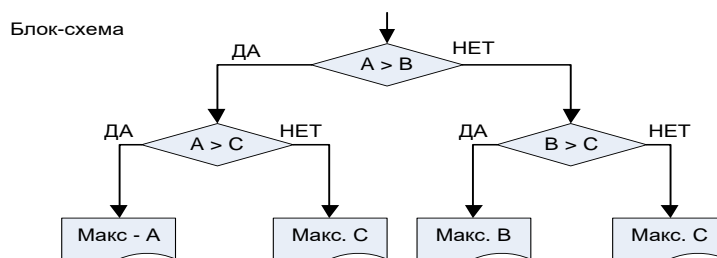 Блок-схема
ДА
A > B
НЕТ
ДА
A > C
НЕТ
ДА
B > C
НЕТ
Макс - A
Макс. C
Макс. B
Макс. C